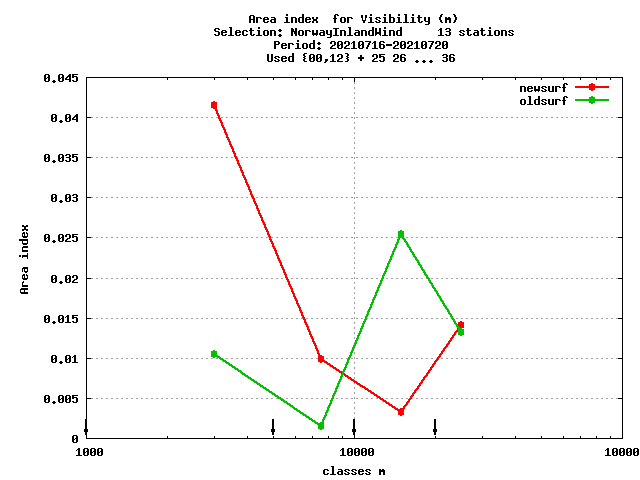 Area index  for Visibility (m)
Selection: NorwayInlandWind     13 stations
Period: 20210716-20210720
Used {00,12} + 25 26 ... 36
newsurf
oldsurf
0.045
0.04
0.035
0.03
0.025
0.02
0.015
0.01
0.005
0
Area index
1000
10000
10000
classes m